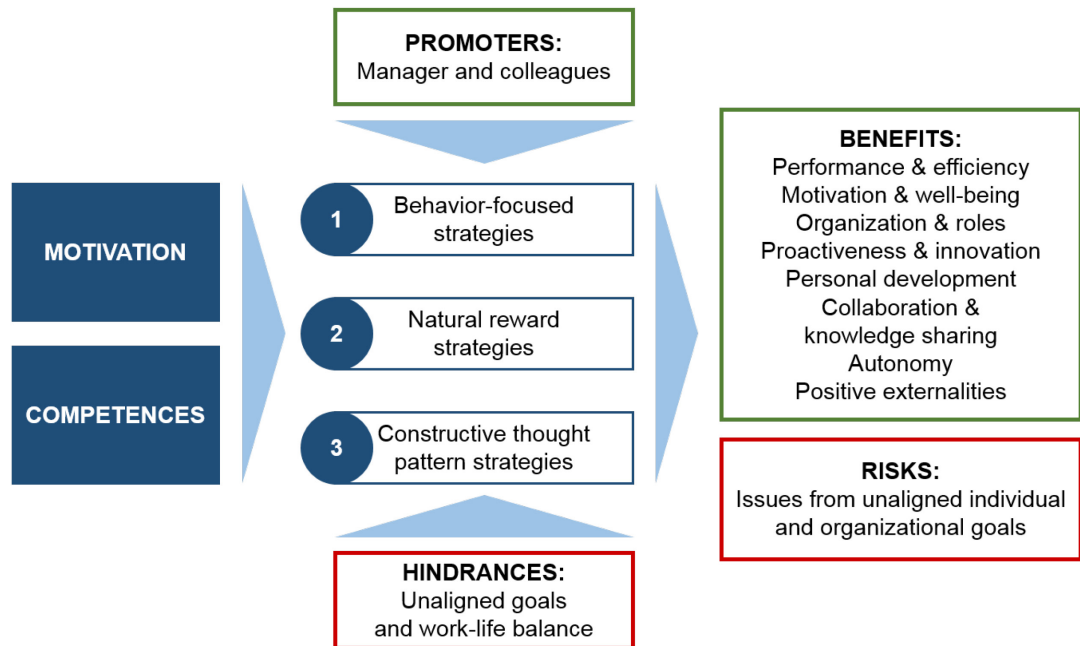 PROMOTERS:
Manager and colleagues
MOTIVATION
COMPETENCES
1
Behavior-focused
strategies
2
Natural reward
strategies
3
Constructive thought
pattern strategies
HINDRANCES:
Unaligned goals
and work-life balance
BENEFITS:
Performance & efficiency
Motivation & well-being
Organization & roles
Proactiveness & innovation
Personal development
Collaboration &
knowledge sharing
Autonomy
Positive externalities
RISKS:
Issues from unaligned individual
and organizational goals